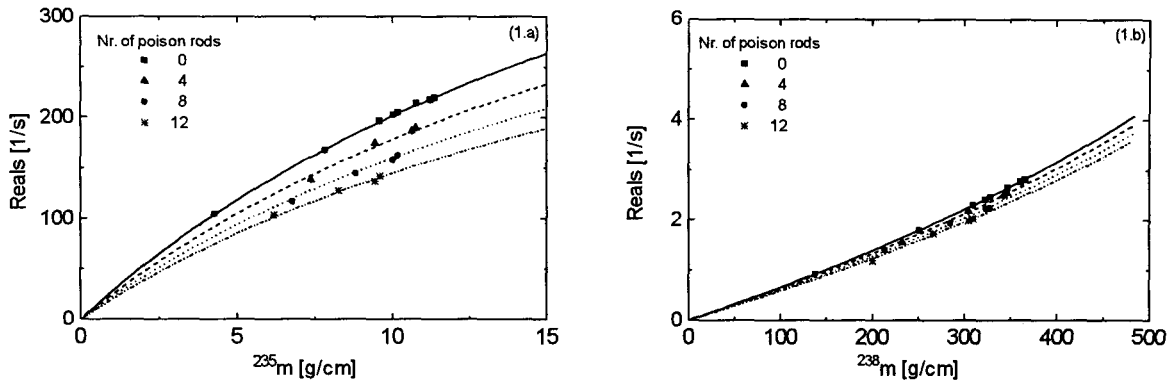 (1.a)
Nr. of poison rods
0
4
8
12
300
200
100
0
Reals [1/s]
0 5 10 15
235m [g/cm]
(1.b)
Nr. of poison rods
0
4
8
12
6
4
2
0
Reals [1/s]
0 100 200 300 400 500
238m [g/cm]